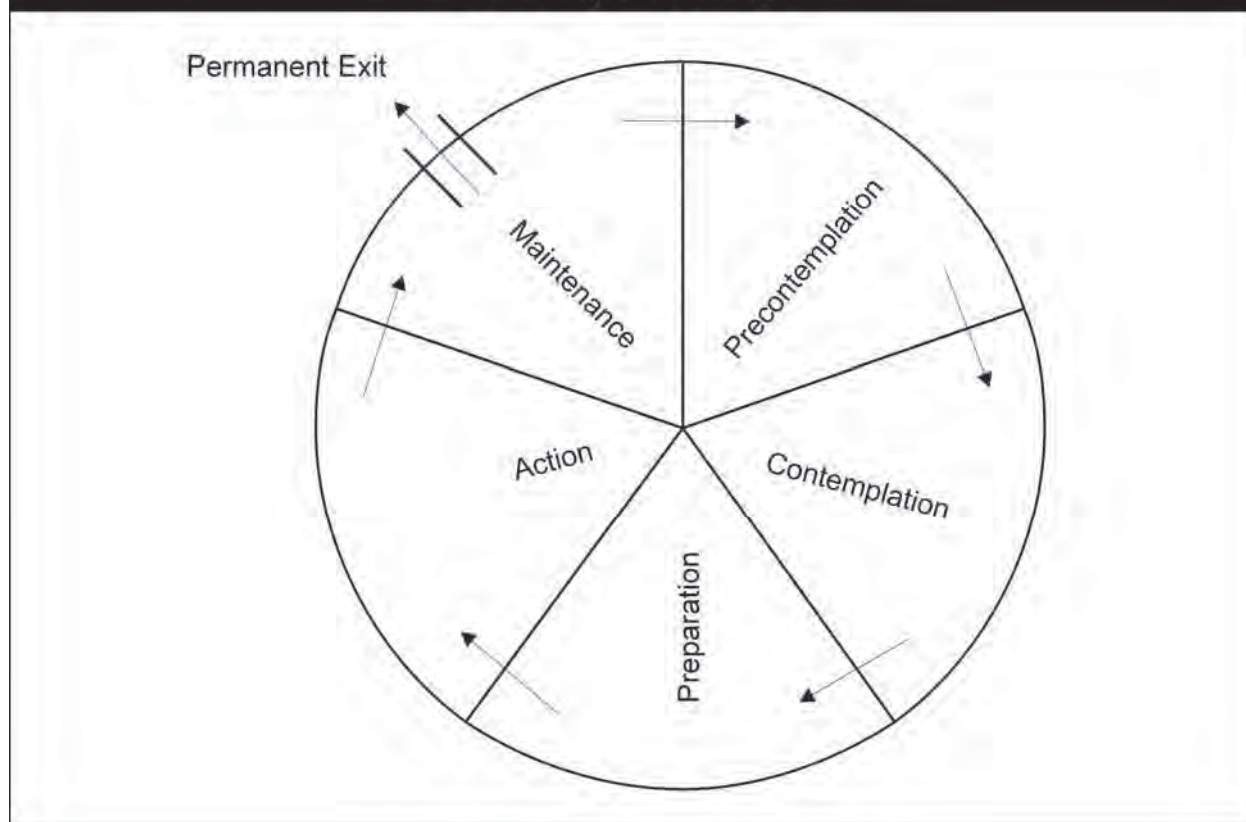 Permanent Exit
Maintenance
Precontemplation
Action
Contemplation
Preparation